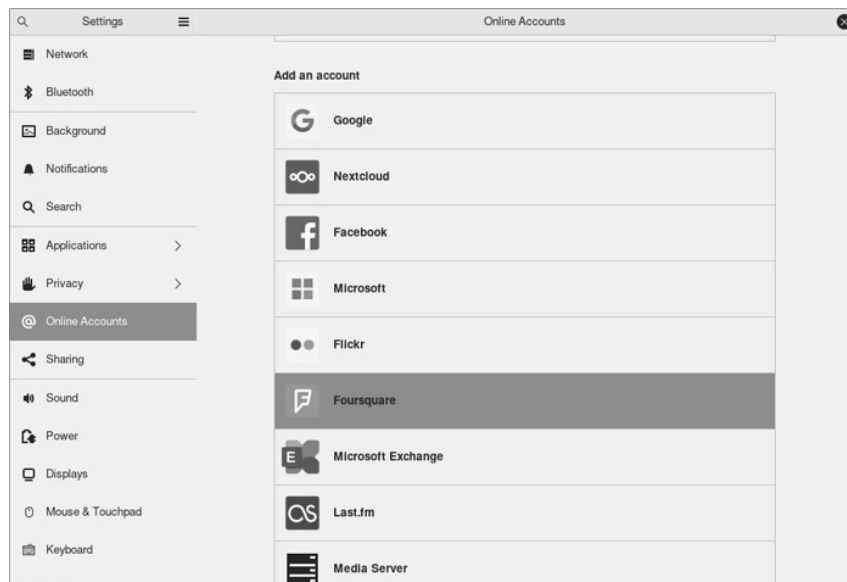 Settings
Online Accounts
Network
Bluetooth
Background
Notifications
Search
Applications
Privacy
Online Accounts
Sharing
Sound
Power
Displays
Mouse & Touchpad
Keyboard
Add an account
Google
Nextcloud
Facebook
Microsoft
Flickr
Foursquare
Microsoft Exchange
Last.fm
Media Server